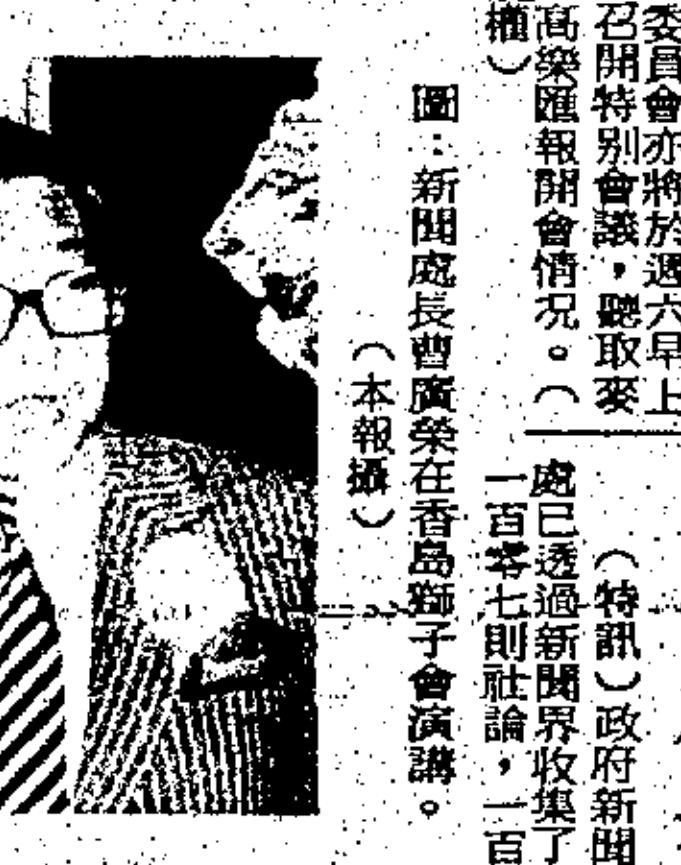 委員會亦將於週六早上
召開特別會議，聽取麥
高樂匯報開會情況。（
權）
（特訊）政府新聞
處已透過新聞界收集了
一百零七則社論，一百
圖：新聞處長曹廣榮在香島獅子會演講。
（本報攝）